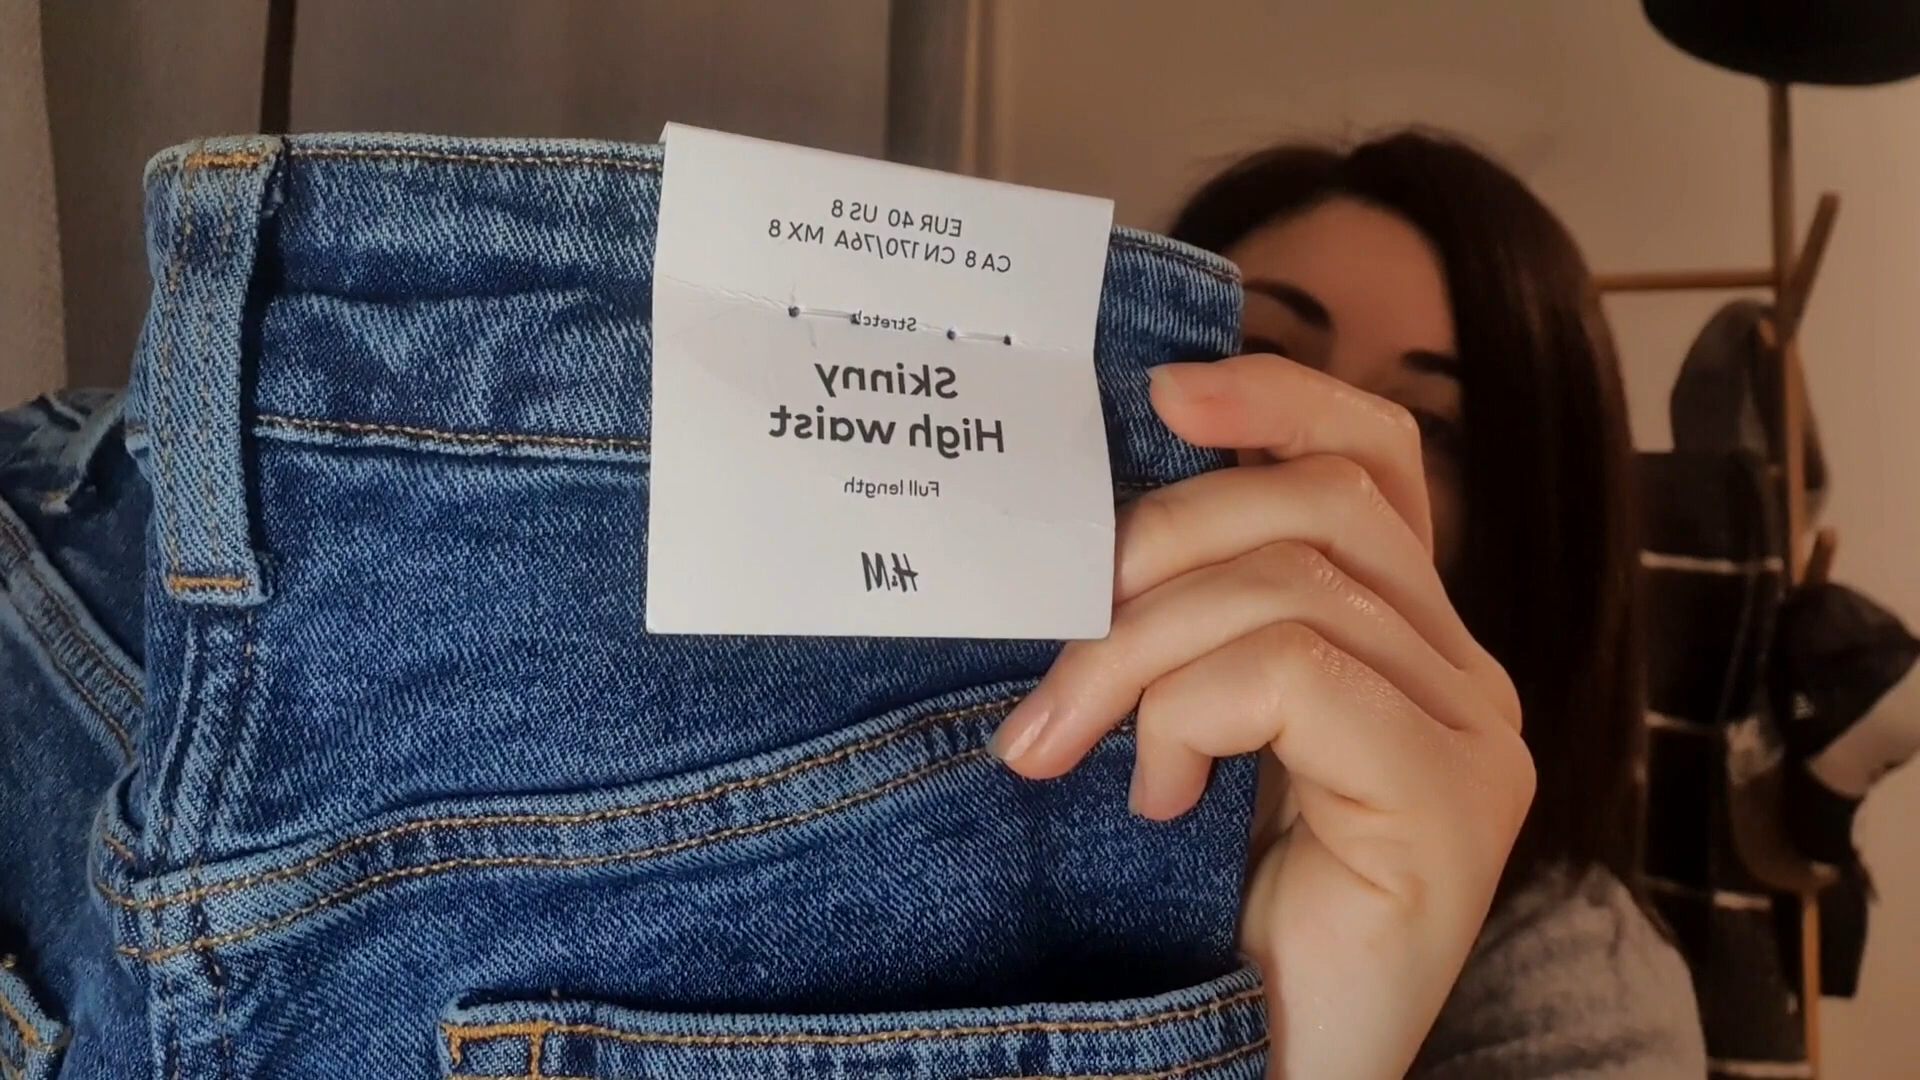 EUR 40 US 8
CA 8 CN 170/76A MX 8
Stretch
Skinny
High waist
Full length
H&M